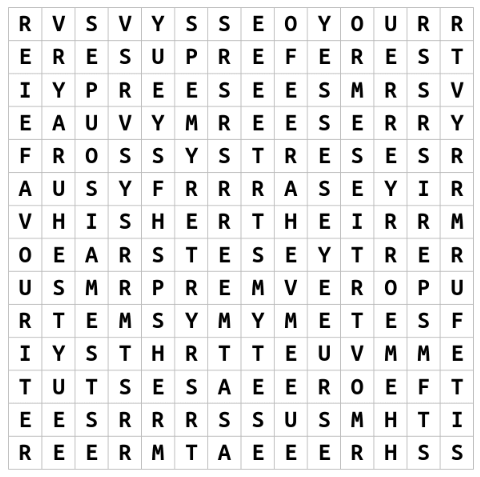 R V S V Y S S E O Y O U R R
E R E S U P R E F E R E S T
I Y P R E E S E E S M R S V
E A U V Y M R E E S E R R Y
F R O S S Y S T R E S E S R
A U S Y F R R R A S E Y I R
V H I S H E R T H E I R R M
O E A R S T E S E Y T R E R
U S M R P R E M V E R O P U
R T E M S Y M Y M E T E S F
I Y S T H R T T E U V M M E
T U T S E S A E E R O E F T
E E S R R R S S U S M H T I
R E E R M T A E E E R H S S